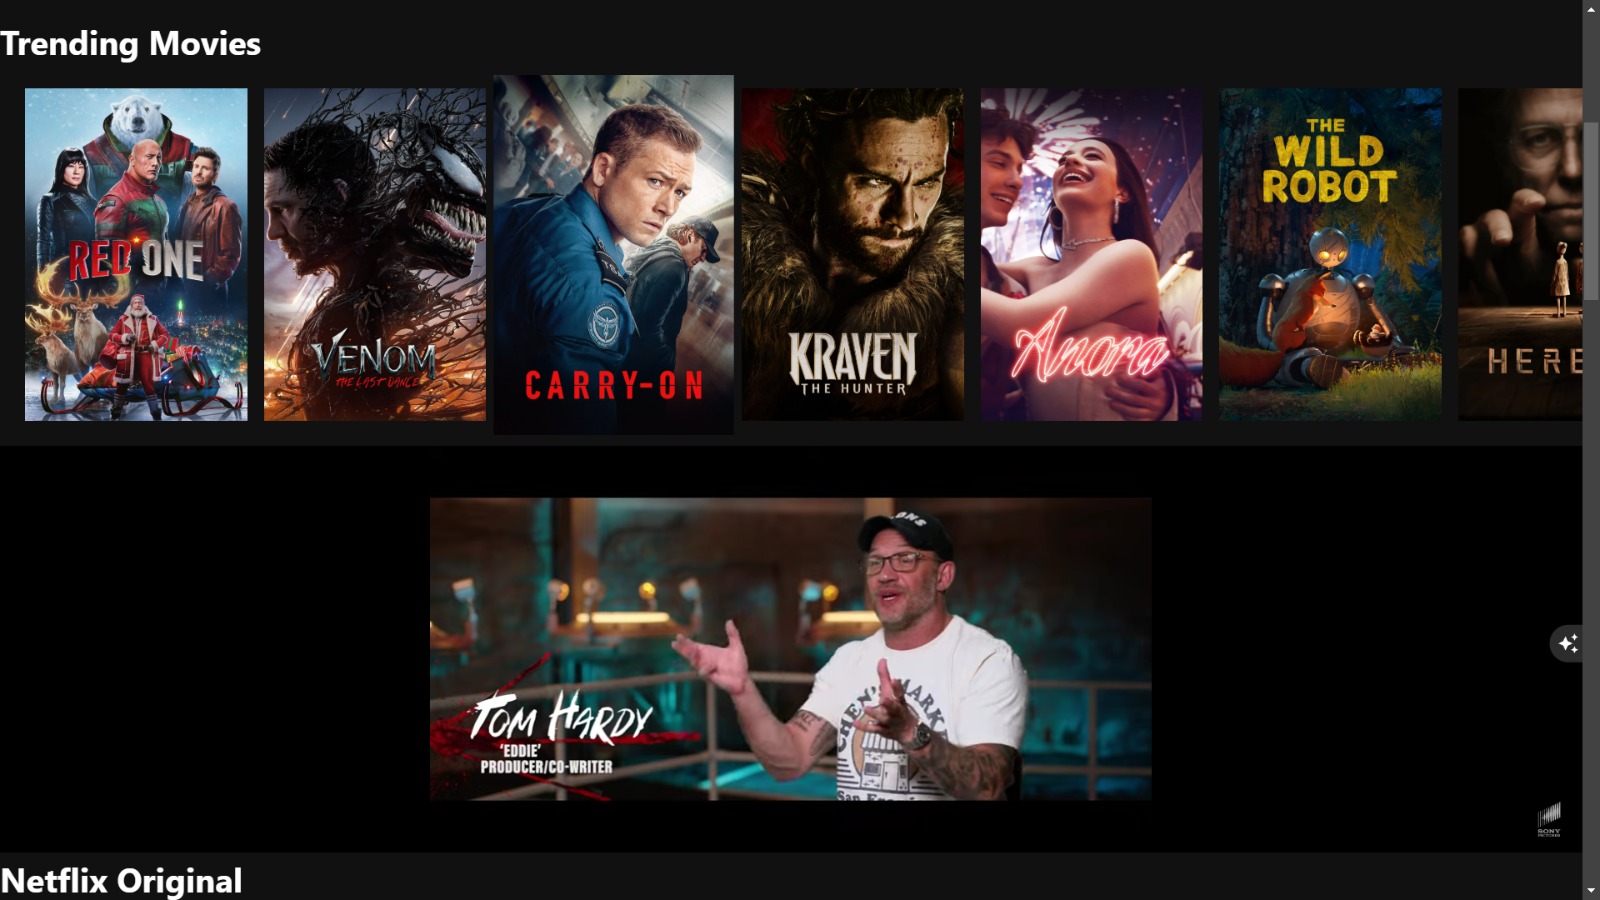 Trending Movies
RED ONE
VENOM
THE LAST DANCE
CARRY-ON
KRAVEN
THE HUNTER
Anora
THE
WILD
ROBOT
HERE
TOM HARDY
'EDDIE'
PRODUCER/CO-WRITER
SONY
PICTURES
Netflix Original